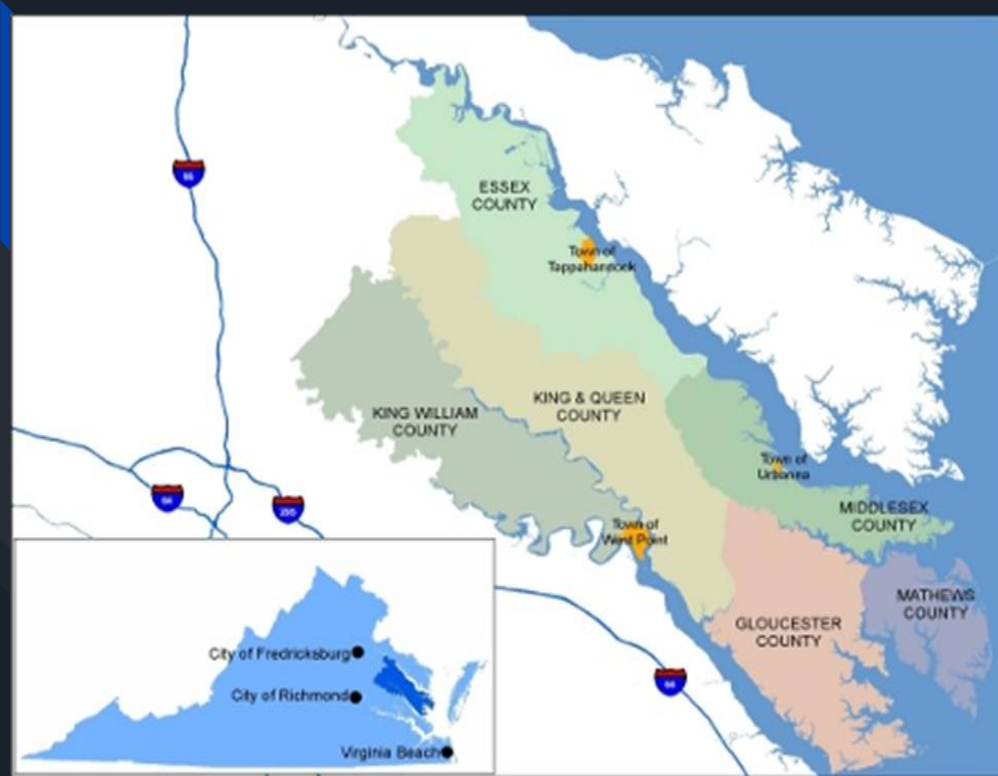 95
ESSEX
COUNTY
Town of
Tappahannock
KING & QUEEN
COUNTY
KING WILLIAM
COUNTY
Town of
Urbanna
64
295
MIDDLESEX
COUNTY
Town of
West Point
MATHEWS
COUNTY
GLOUCESTER
COUNTY
64
City of Fredricksburg
City of Richmond
Virginia Beach